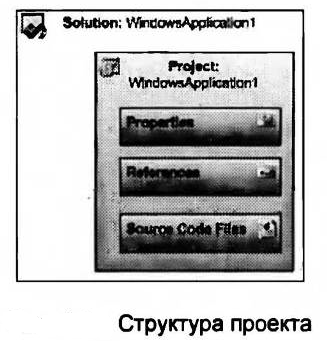 Solution: WindowsApplication1
Project:
WindowsApplication1
Properties
References
Source Code Files
Структура проекта